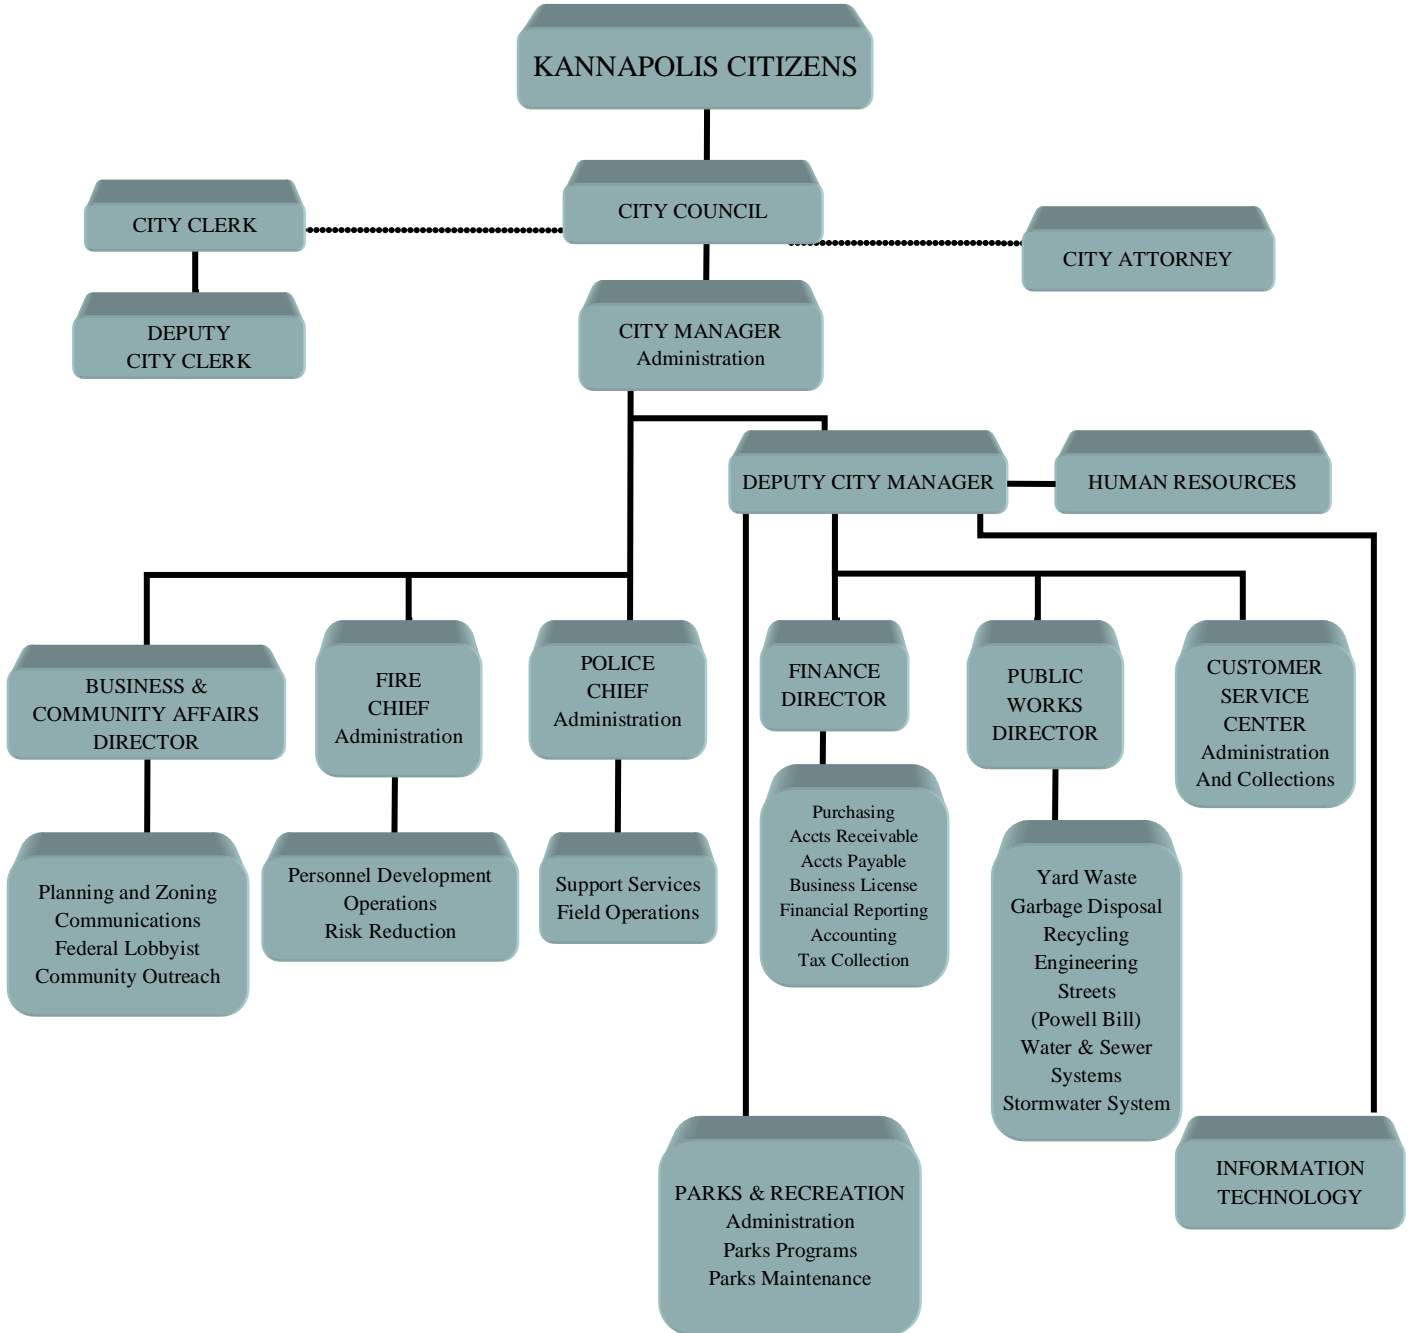 KANNAPOLIS CITIZENS
CITY COUNCIL
CITY CLERK
CITY ATTORNEY
DEPUTY
CITY CLERK
CITY MANAGER
Administration
DEPUTY CITY MANAGER
HUMAN RESOURCES
BUSINESS &
COMMUNITY AFFAIRS
DIRECTOR
FIRE
CHIEF
Administration
POLICE
CHIEF
Administration
FINANCE
DIRECTOR
PUBLIC
WORKS
DIRECTOR
CUSTOMER
SERVICE
CENTER
Administration
And Collections
Planning and Zoning
Communications
Federal Lobbyist
Community Outreach
Personnel Development
Operations
Risk Reduction
Support Services
Field Operations
Purchasing
Accts Receivable
Accts Payable
Business License
Financial Reporting
Accounting
Tax Collection
Yard Waste
Garbage Disposal
Recycling
Engineering
Streets
(Powell Bill)
Water & Sewer
Systems
Stormwater System
PARKS & RECREATION
Administration
Parks Programs
Parks Maintenance
INFORMATION
TECHNOLOGY